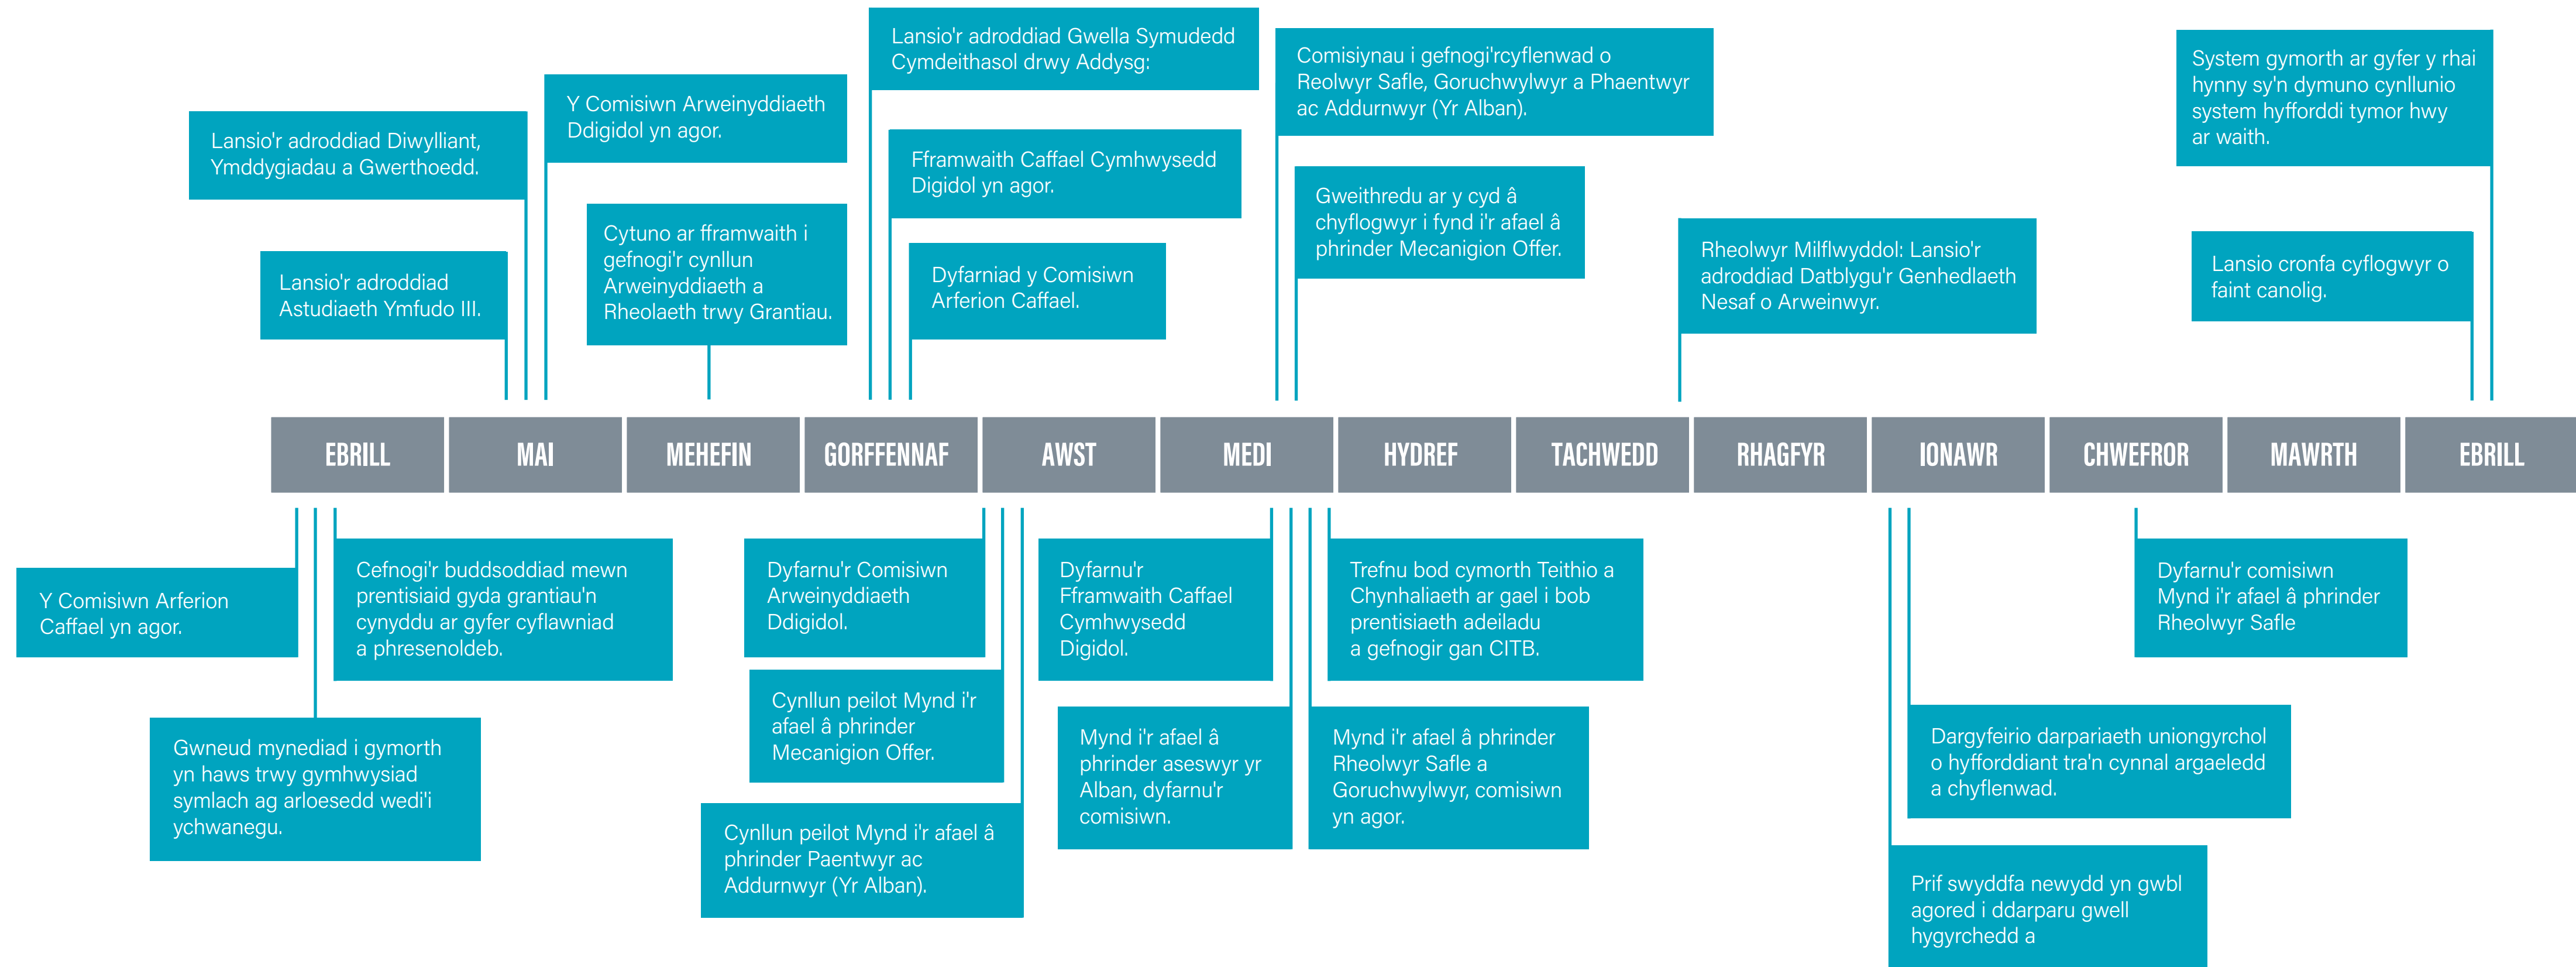 Lansio'r adroddiad Diwylliant,
Ymddygiadau a Gwerthoedd.
Lansio'r adroddiad
Astudiaeth Ymfudo III.
Y Comisiwn Arweinyddiaeth
Ddigidol yn agor.
Cytuno ar fframwaith i
gefnogi'r cynllun
Arweinyddiaeth a
Rheolaeth trwy Grantiau.
Lansio'r adroddiad Gwella Symudedd
Cymdeithasol drwy Addysg:
Fframwaith Caffael Cymhwysedd
Digidol yn agor.
Dyfarniad y Comisiwn
Arferion Caffael.
Comisiynau i gefnogi'rcyflenwad o
Reolwyr Safle, Goruchwylwyr a Phaentwyr
ac Addurnwyr (Yr Alban).
Gweithredu ar y cyd â
chyflogwyr i fynd i'r afael â
phrinder Mecanigion Offer.
Rheolwyr Milflwyddol: Lansio'r
adroddiad Datblygu'r Genhedlaeth
Nesaf o Arweinwyr.
System gymorth ar gyfer y rhai
hynny sy'n dymuno cynllunio
system hyfforddi tymor hwy
ar waith.
Lansio cronfa cyflogwyr o
faint canolig.
EBRILL
MAI
MEHEFIN
GORFFENNAF
AWST
MEDI
HYDREF
TACHWEDD
RHAGFYR
IONAWR
CHWEFROR
MAWRTH
EBRILL
Y Comisiwn Arferion
Caffael yn agor.
Gwneud mynediad i gymorth
yn haws trwy gymhwysiad
symlach ag arloesedd wedi'i
ychwanegu.
Cefnogi'r buddsoddiad mewn
prentisiaid gyda grantiau'n
cynyddu ar gyfer cyflawniad
a phresenoldeb.
Dyfarnu'r Comisiwn
Arweinyddiaeth
Ddigidol.
Cynllun peilot Mynd i'r
afael â phrinder
Mecanigion Offer.
Cynllun peilot Mynd i'r afael â
phrinder Paentwyr ac
Addurnwyr (Yr Alban).
Dyfarnu'r
Fframwaith Caffael
Cymhwysedd
Digidol.
Mynd i'r afael â
phrinder aseswyr yr
Alban, dyfarnu'r
comisiwn.
Mynd i'r afael â phrinder
Rheolwyr Safle a
Goruchwylwyr, comisiwn
yn agor.
Trefnu bod cymorth Teithio a
Chynhaliaeth ar gael i bob
prentisiaeth adeiladu
a gefnogir gan CITB.
Prif swyddfa newydd yn gwbl
agored i ddarparu gwell
hygyrchedd a
Dargyfeirio darpariaeth uniongyrchol
o hyfforddiant tra'n cynnal argaeledd
a chyflenwad.
Dyfarnu'r comisiwn
Mynd i'r afael â phrinder
Rheolwyr Safle